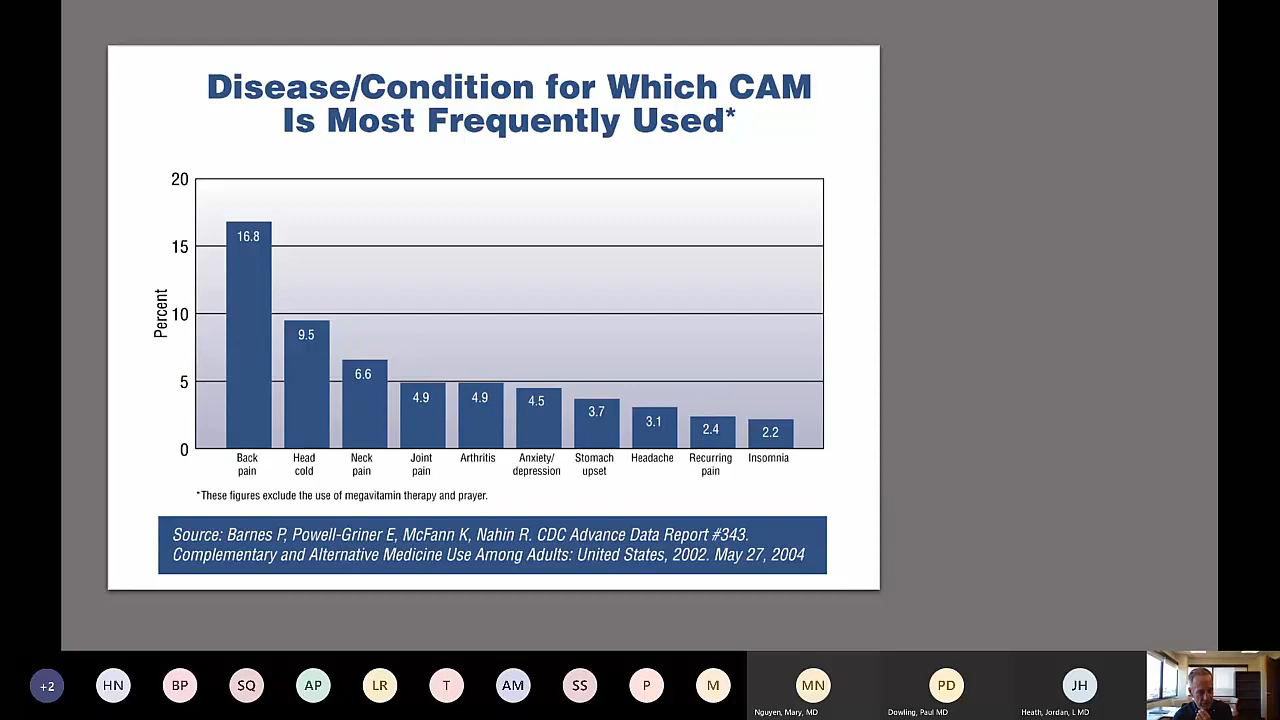 Disease/Condition for Which CAM
Is Most Frequently Used*
20
15
10
5
0
Percent
16.8
9.5
6.6
4.9
4.9
4.5
3.7
3.1
2.4
2.2
Back
pain
Head
cold
Neck
pain
Joint
pain
Arthritis
Anxiety/
depression
Stomach
upset
Headache
Recurring
pain
Insomnia
*These figures exclude the use of megavitamin therapy and prayer.
Source: Barnes P, Powell-Griner E, McFann K, Nahin R. CDC Advance Data Report #343.
Complementary and Alternative Medicine Use Among Adults: United States, 2002. May 27, 2004
+2
HN
BP
SQ
AP
LR
T
AM
SS
P
M
MN
PD
JH
Nguyen, Mary, MD
Dowling, Paul MD
Heath, Jordan, L MD